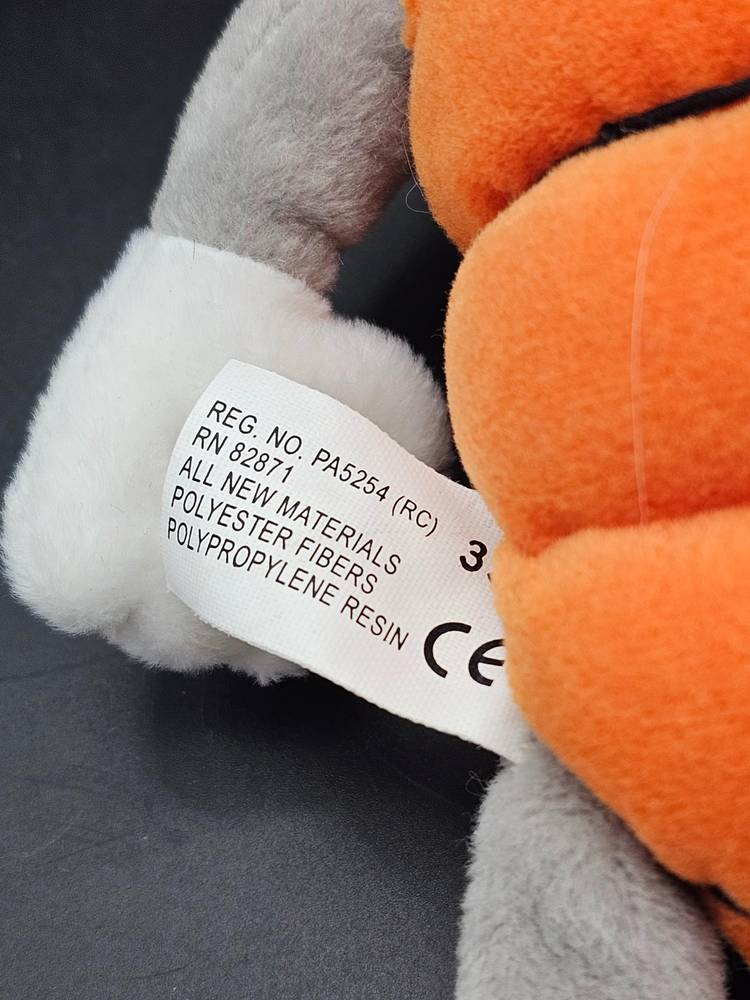 REG. NO. PA5254 (RC)
RN 82871
ALL NEW MATERIALS
POLYESTER FIBERS
POLYPROPYLENE RESIN
CE